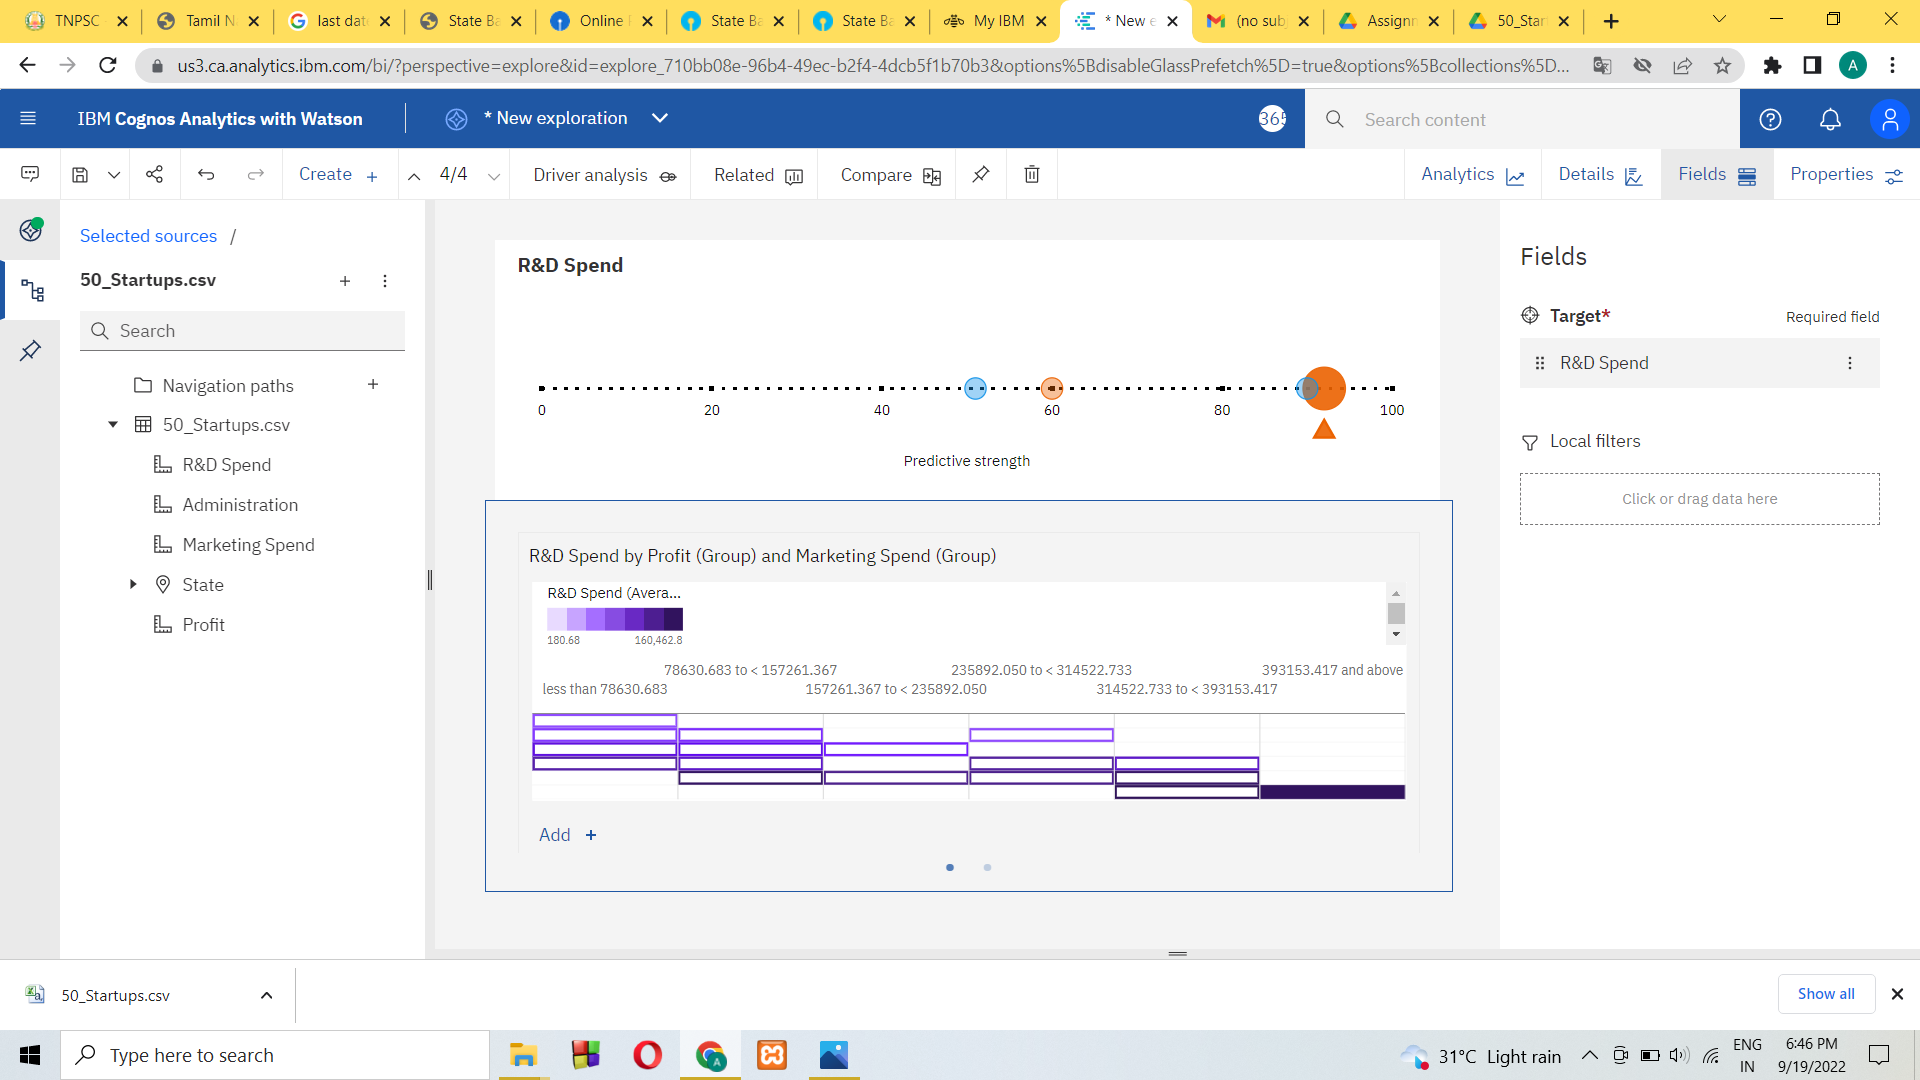 TNPSC
Tamil N
last date
State Ba
Online
State Ba
State Ba
My IBM
* New e
(no sub
Assignm
50_Start
us3.ca.analytics.ibm.com/bi/?perspective=explore&id=explore_710bb08e-96b4-49ec-b2f4-4dcb5f1b70b3&options%5BdisableGlassPrefetch%5D=true&options%5Bcollections%5D...
A
IBM Cognos Analytics with Watson
* New exploration
365
Search content
Create
4/4
Driver analysis
Related
Compare
Analytics
Details
Fields
Properties
Selected sources /
50_Startups.csv
Search
Navigation paths
50_Startups.csv
R&D Spend
Administration
Marketing Spend
State
Profit
R&D Spend
0 20 40 60 80 100
Predictive strength
R&D Spend by Profit (Group) and Marketing Spend (Group)
R&D Spend (Avera...
180.68 160,462.8
78630.683 to < 157261.367 235892.050 to < 314522.733 393153.417 and above
less than 78630.683 157261.367 to < 235892.050 314522.733 to < 393153.417
Add +
Fields
Target* Required field
R&D Spend
Local filters
Click or drag data here
50_Startups.csv
Show all
Type here to search
A
31°C Light rain
ENG
IN
6:46 PM
9/19/2022